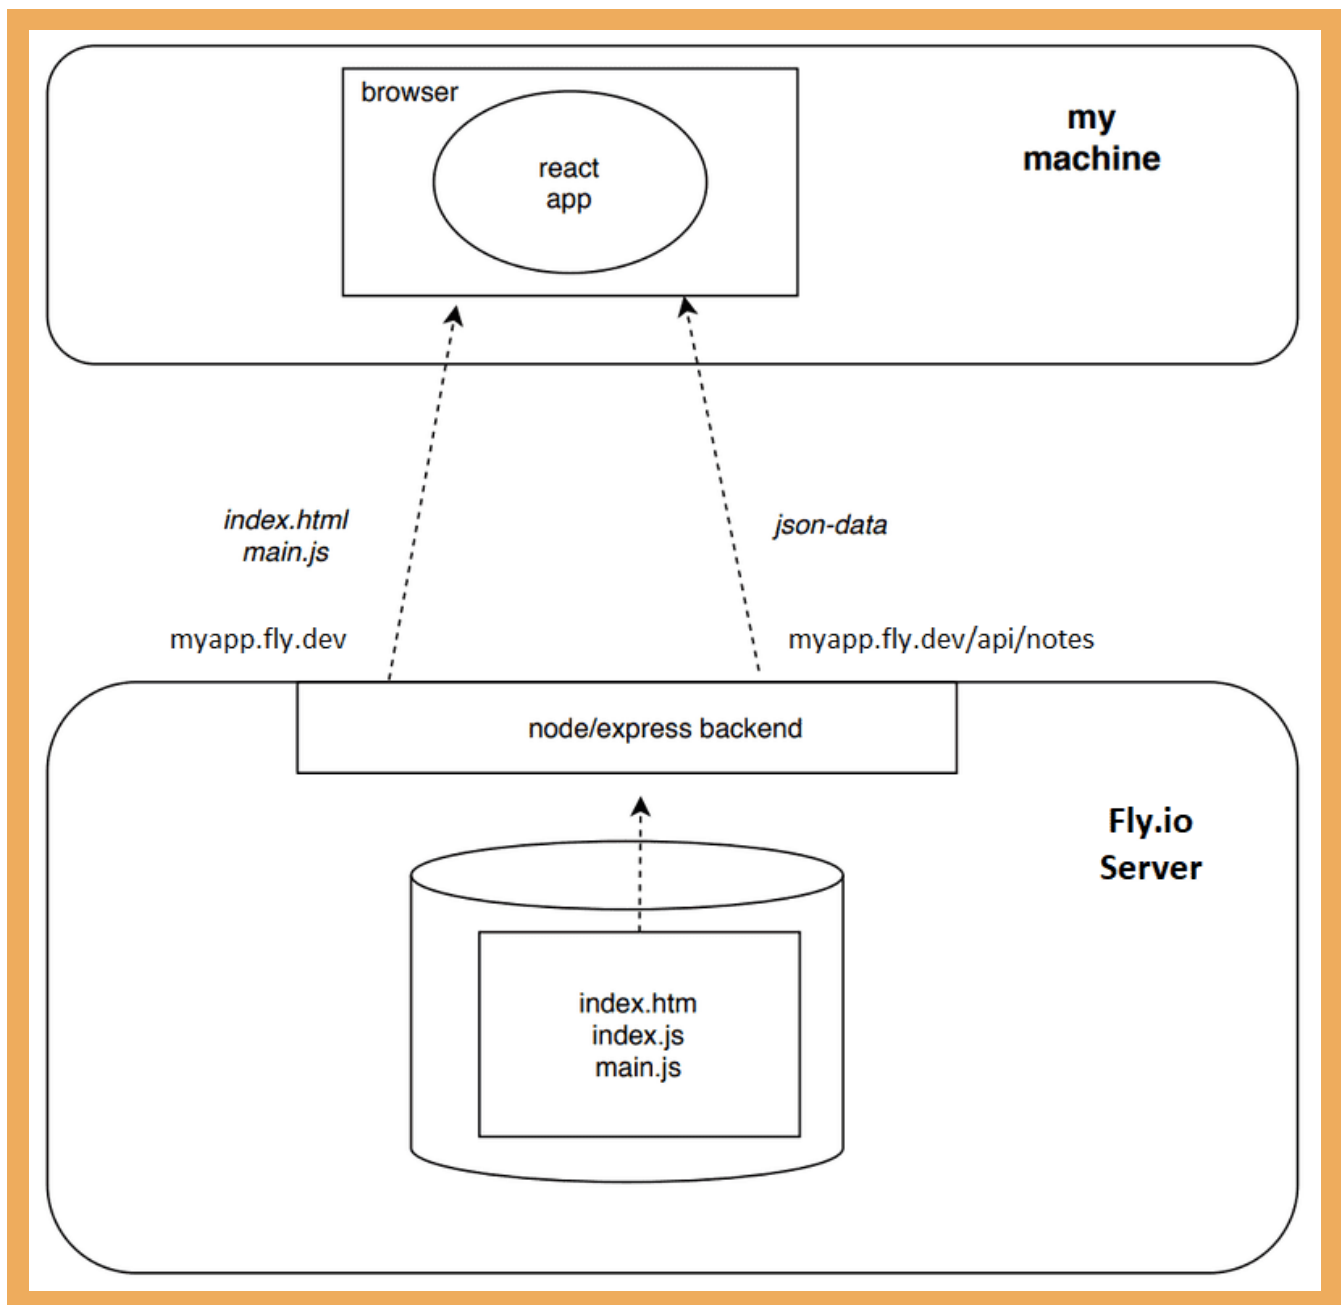 browser
my
machine
react
app
index.html
main.js
json-data
myapp.fly.dev
myapp.fly.dev/api/notes
node/express backend
Fly.io
Server
index.htm
index.js
main.js